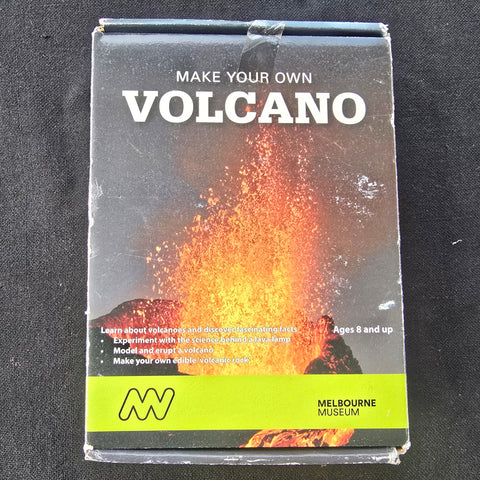 MAKE YOUR OWN
VOLCANO
Learn about volcanoes and discover fascinating facts
• Experiment with the science behind a lava lamp
• Model and erupt a volcano
• Make your own edible 'volcanic rock'
Ages 8 and up
MELBOURNE
MUSEUM